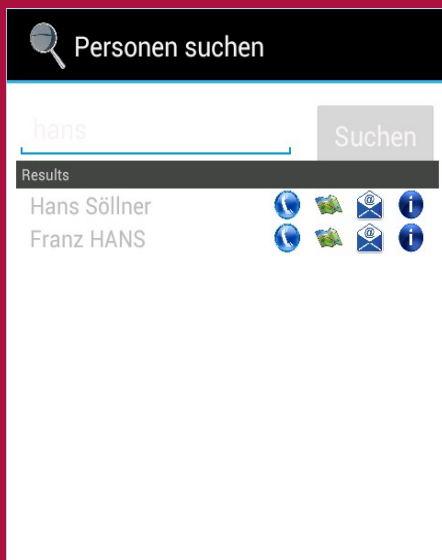 Personen suchen
hans
Suchen
Results
Hans Söllner
Franz HANS